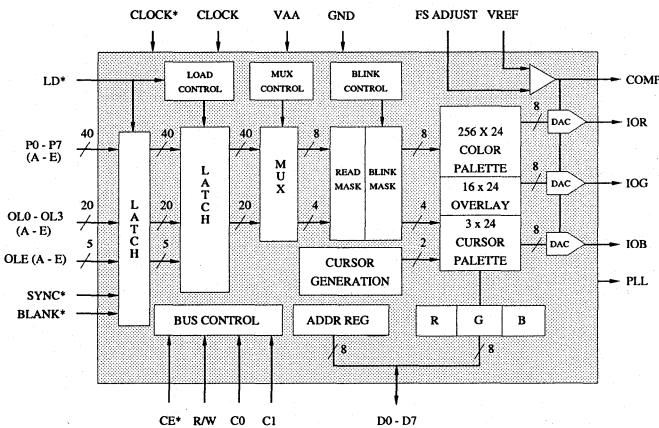 CLOCK* CLOCK VAA GND FS ADJUST VREF
LD*
LOAD
CONTROL
MUX
CONTROL
BLINK
CONTROL
COMP
P0 - P7
(A - E)
40
40
40
8
8
8
IOR
256 X 24
COLOR
PALETTE
DAC
LATCH
LATCH
MUX
READ
MASK
BLINK
MASK
8
DAC
IOG
16 x 24
OVERLAY
OL0 - OL3
(A - E)
20
20
20
4
4
3 x 24
CURSOR
PALETTE
8
DAC
IOB
OLE (A - E)
5
5
2
CURSOR
GENERATION
PLL
SYNC*
BLANK*
BUS CONTROL
ADDR REG
R G B
8
8
CE* R/W C0 C1 D0 - D7